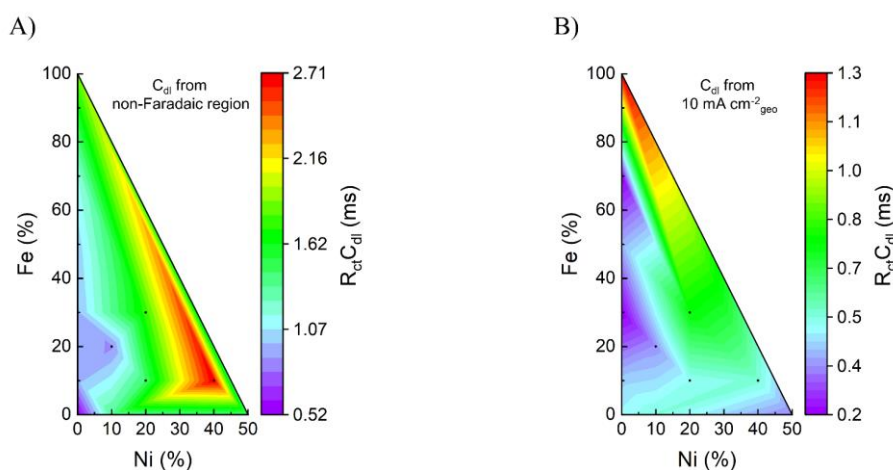 A)
C_dl from
non-Faradaic region
100
80
60
40
20
0
Fe (%)
0 10 20 30 40 50
Ni (%)
2.71
2.16
1.62
1.07
0.52
R_ctC_dl (ms)
B)
C_dl from
10 mA cm⁻²_geo
100
80
60
40
20
0
Fe (%)
0 10 20 30 40 50
Ni (%)
1.3
1.1
1.0
0.8
0.7
0.5
0.4
0.2
R_ctC_dl (ms)